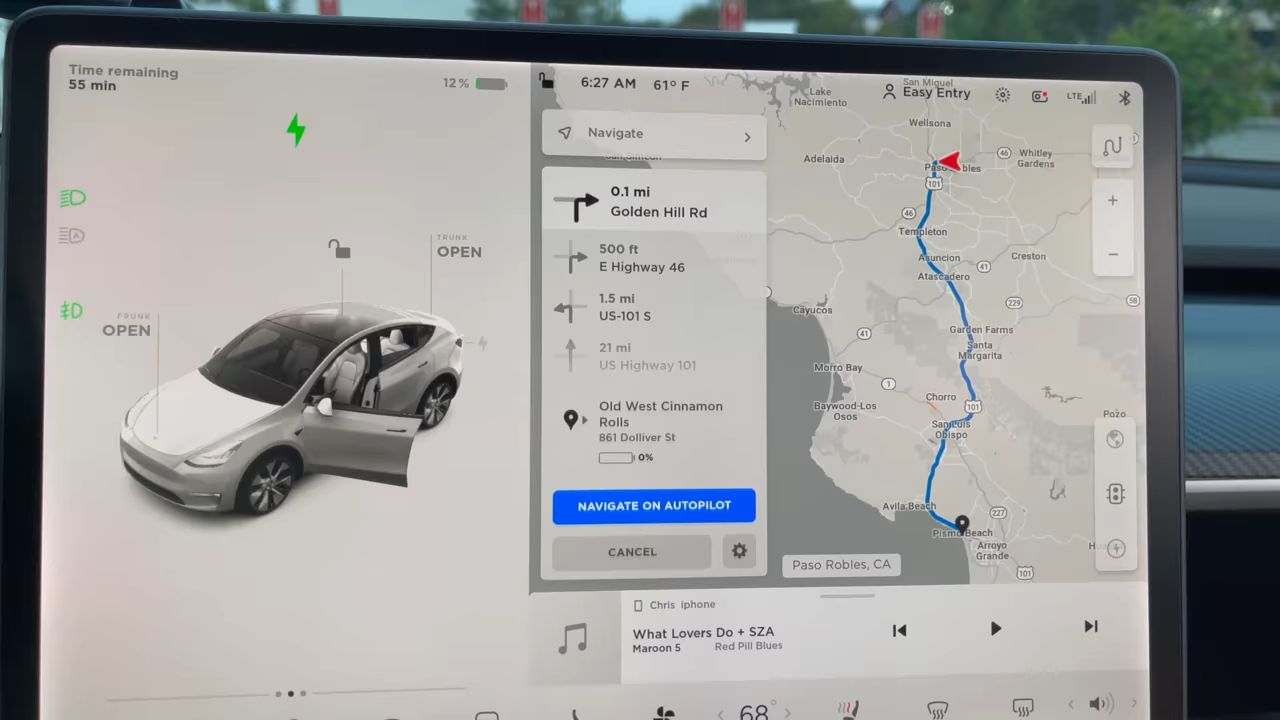 Time remaining
55 min
12%
TRUNK
OPEN
FRUNK
OPEN
6:27 AM 61° F
Easy Entry
LTE
Navigate
0.1 mi
Golden Hill Rd
500 ft
E Highway 46
1.5 mi
US-101 S
21 mi
US Highway 101
Old West Cinnamon
Rolls
861 Dolliver St
0%
NAVIGATE ON AUTOPILOT
CANCEL
San Miguel
Lake
Nacimiento
Wellsona
Adelaida
46
Whitley
Gardens
101
46
Templeton
Asuncion
Atascadero
41
Creston
229
58
Cayucos
41
Garden Farms
Santa
Margarita
Morro Bay
1
Chorro
101
Baywood-Los
Osos
San Luis
Obispo
Pozo
Avila Beach
227
Pismo Beach
Arroyo
Grande
101
Paso Robles, CA
Chris iphone
What Lovers Do + SZA
Maroon 5 Red Pill Blues
68°